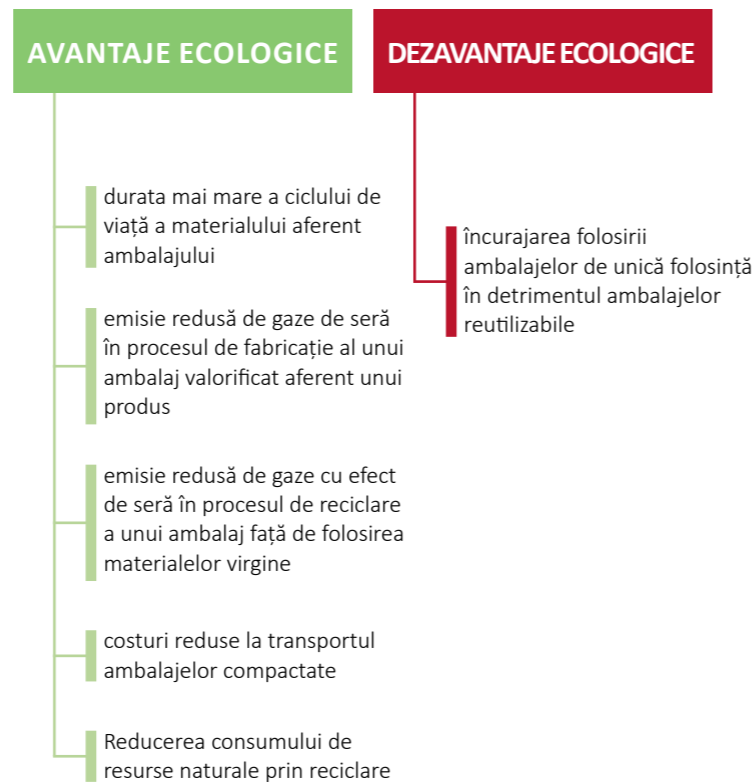 AVANTAJE ECOLOGICE
durata mai mare a ciclului de
viață a materialului aferent
ambalajului
emisie redusă de gaze de seră
în procesul de fabricație al unui
ambalaj valorificat aferent unui
produs
emisie redusă de gaze cu efect
de seră în procesul de reciclare
a unui ambalaj față de folosirea
materialelor virgine
costuri reduse la transportul
ambalajelor compactate
Reducerea consumului de
resurse naturale prin reciclare
DEZAVANTAJE ECOLOGICE
încurajarea folosirii
ambalajelor de unică folosință
în detrimentul ambalajelor
reutilizabile